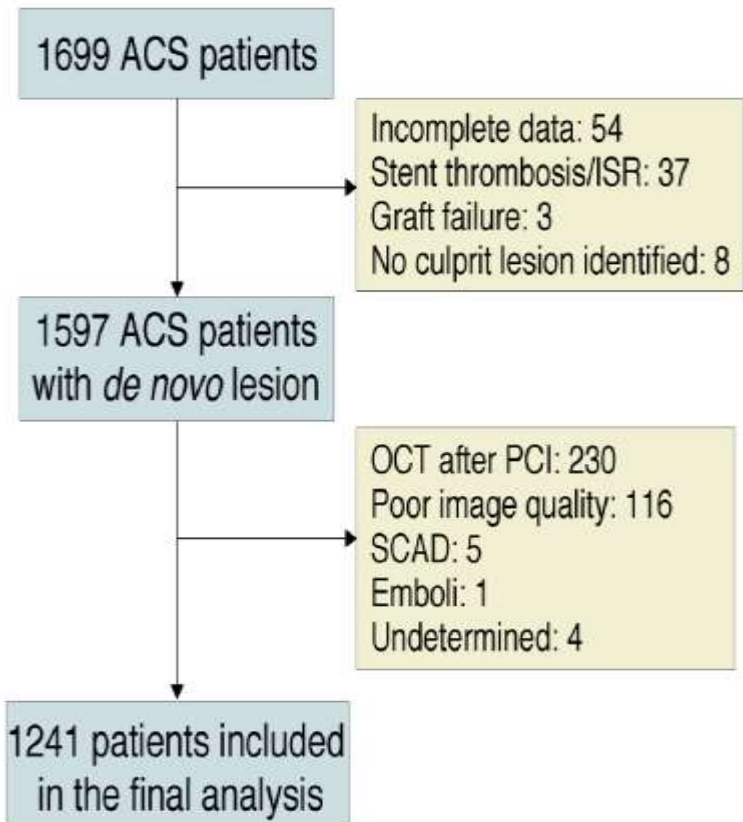 1699 ACS patients
Incomplete data: 54
Stent thrombosis/ISR: 37
Graft failure: 3
No culprit lesion identified: 8
1597 ACS patients
with de novo lesion
OCT after PCI: 230
Poor image quality: 116
SCAD: 5
Emboli: 1
Undetermined: 4
1241 patients included
in the final analysis